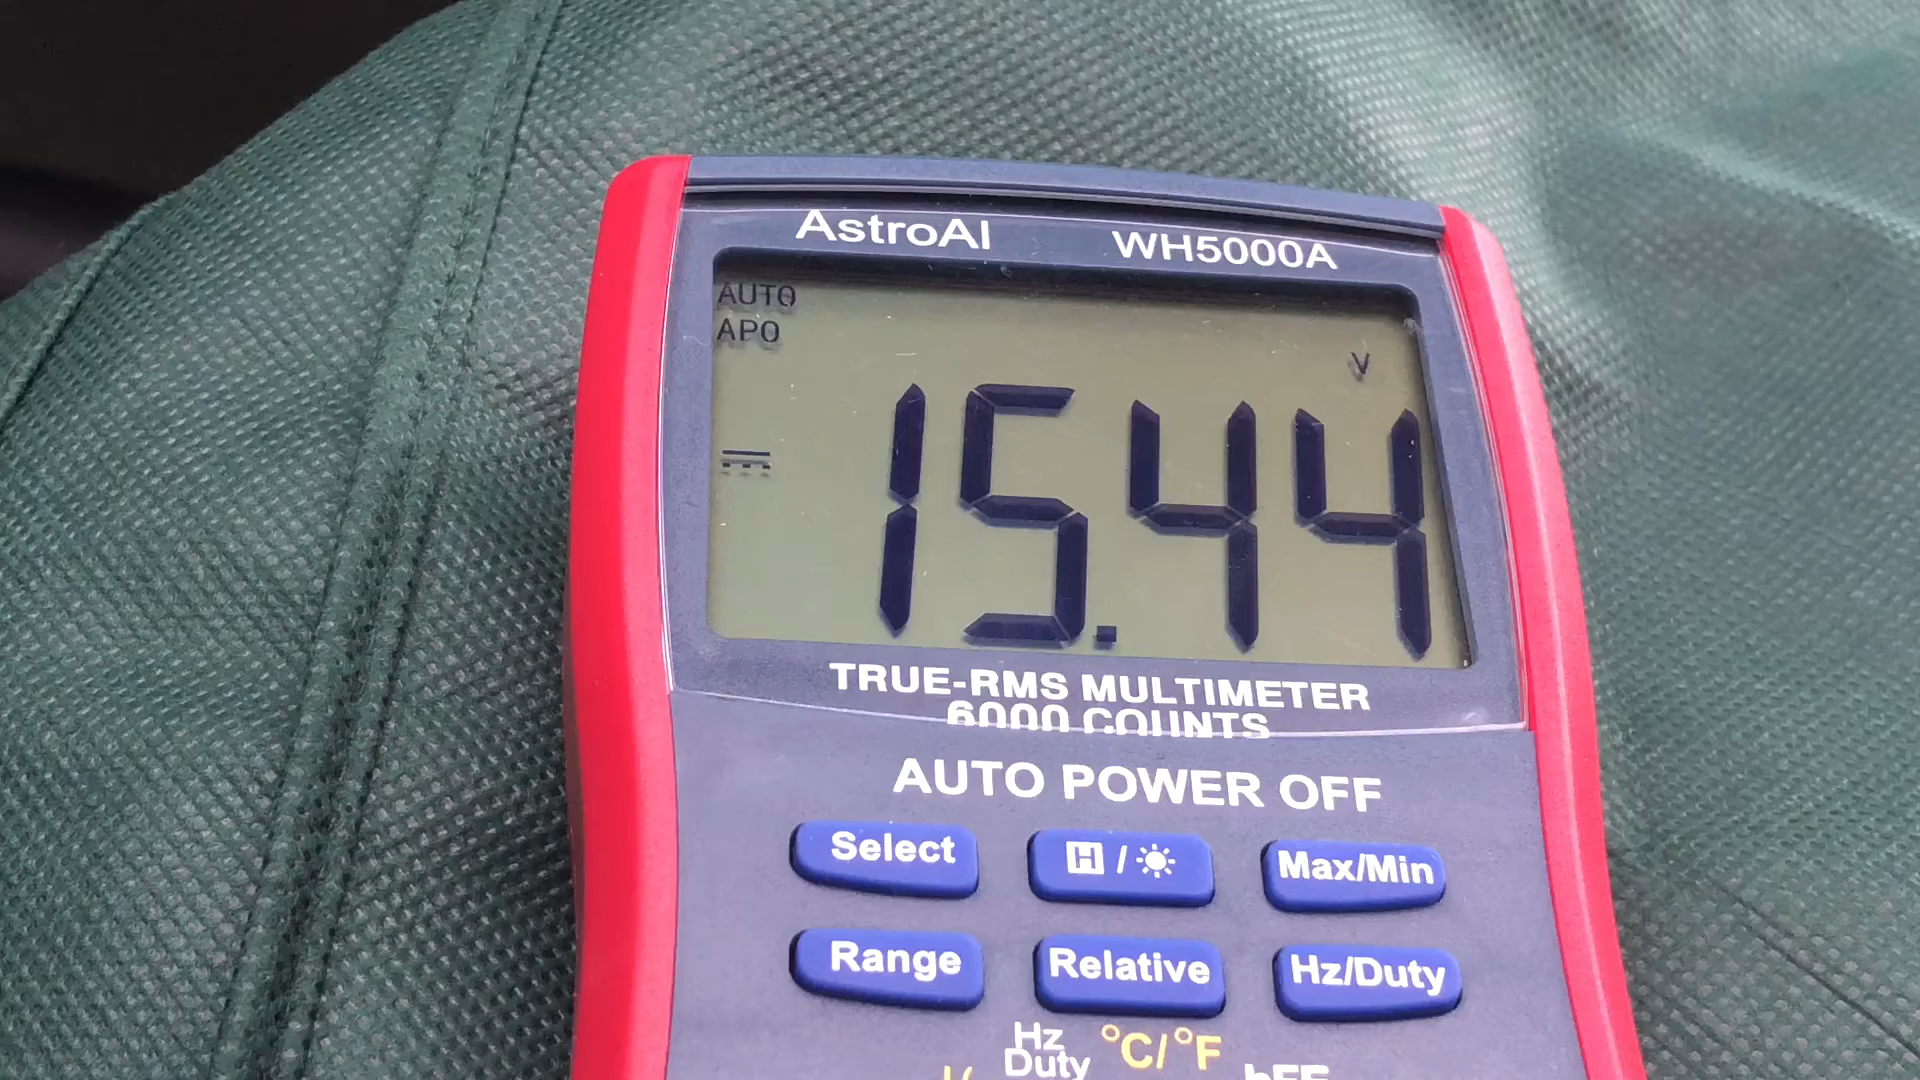 AstroAI WH5000A
AUTO
APO
V
15.44
TRUE-RMS MULTIMETER
6000 COUNTS
AUTO POWER OFF
Select H / Max/Min
Range Relative Hz/Duty
Hz °C/°F
Duty hFE